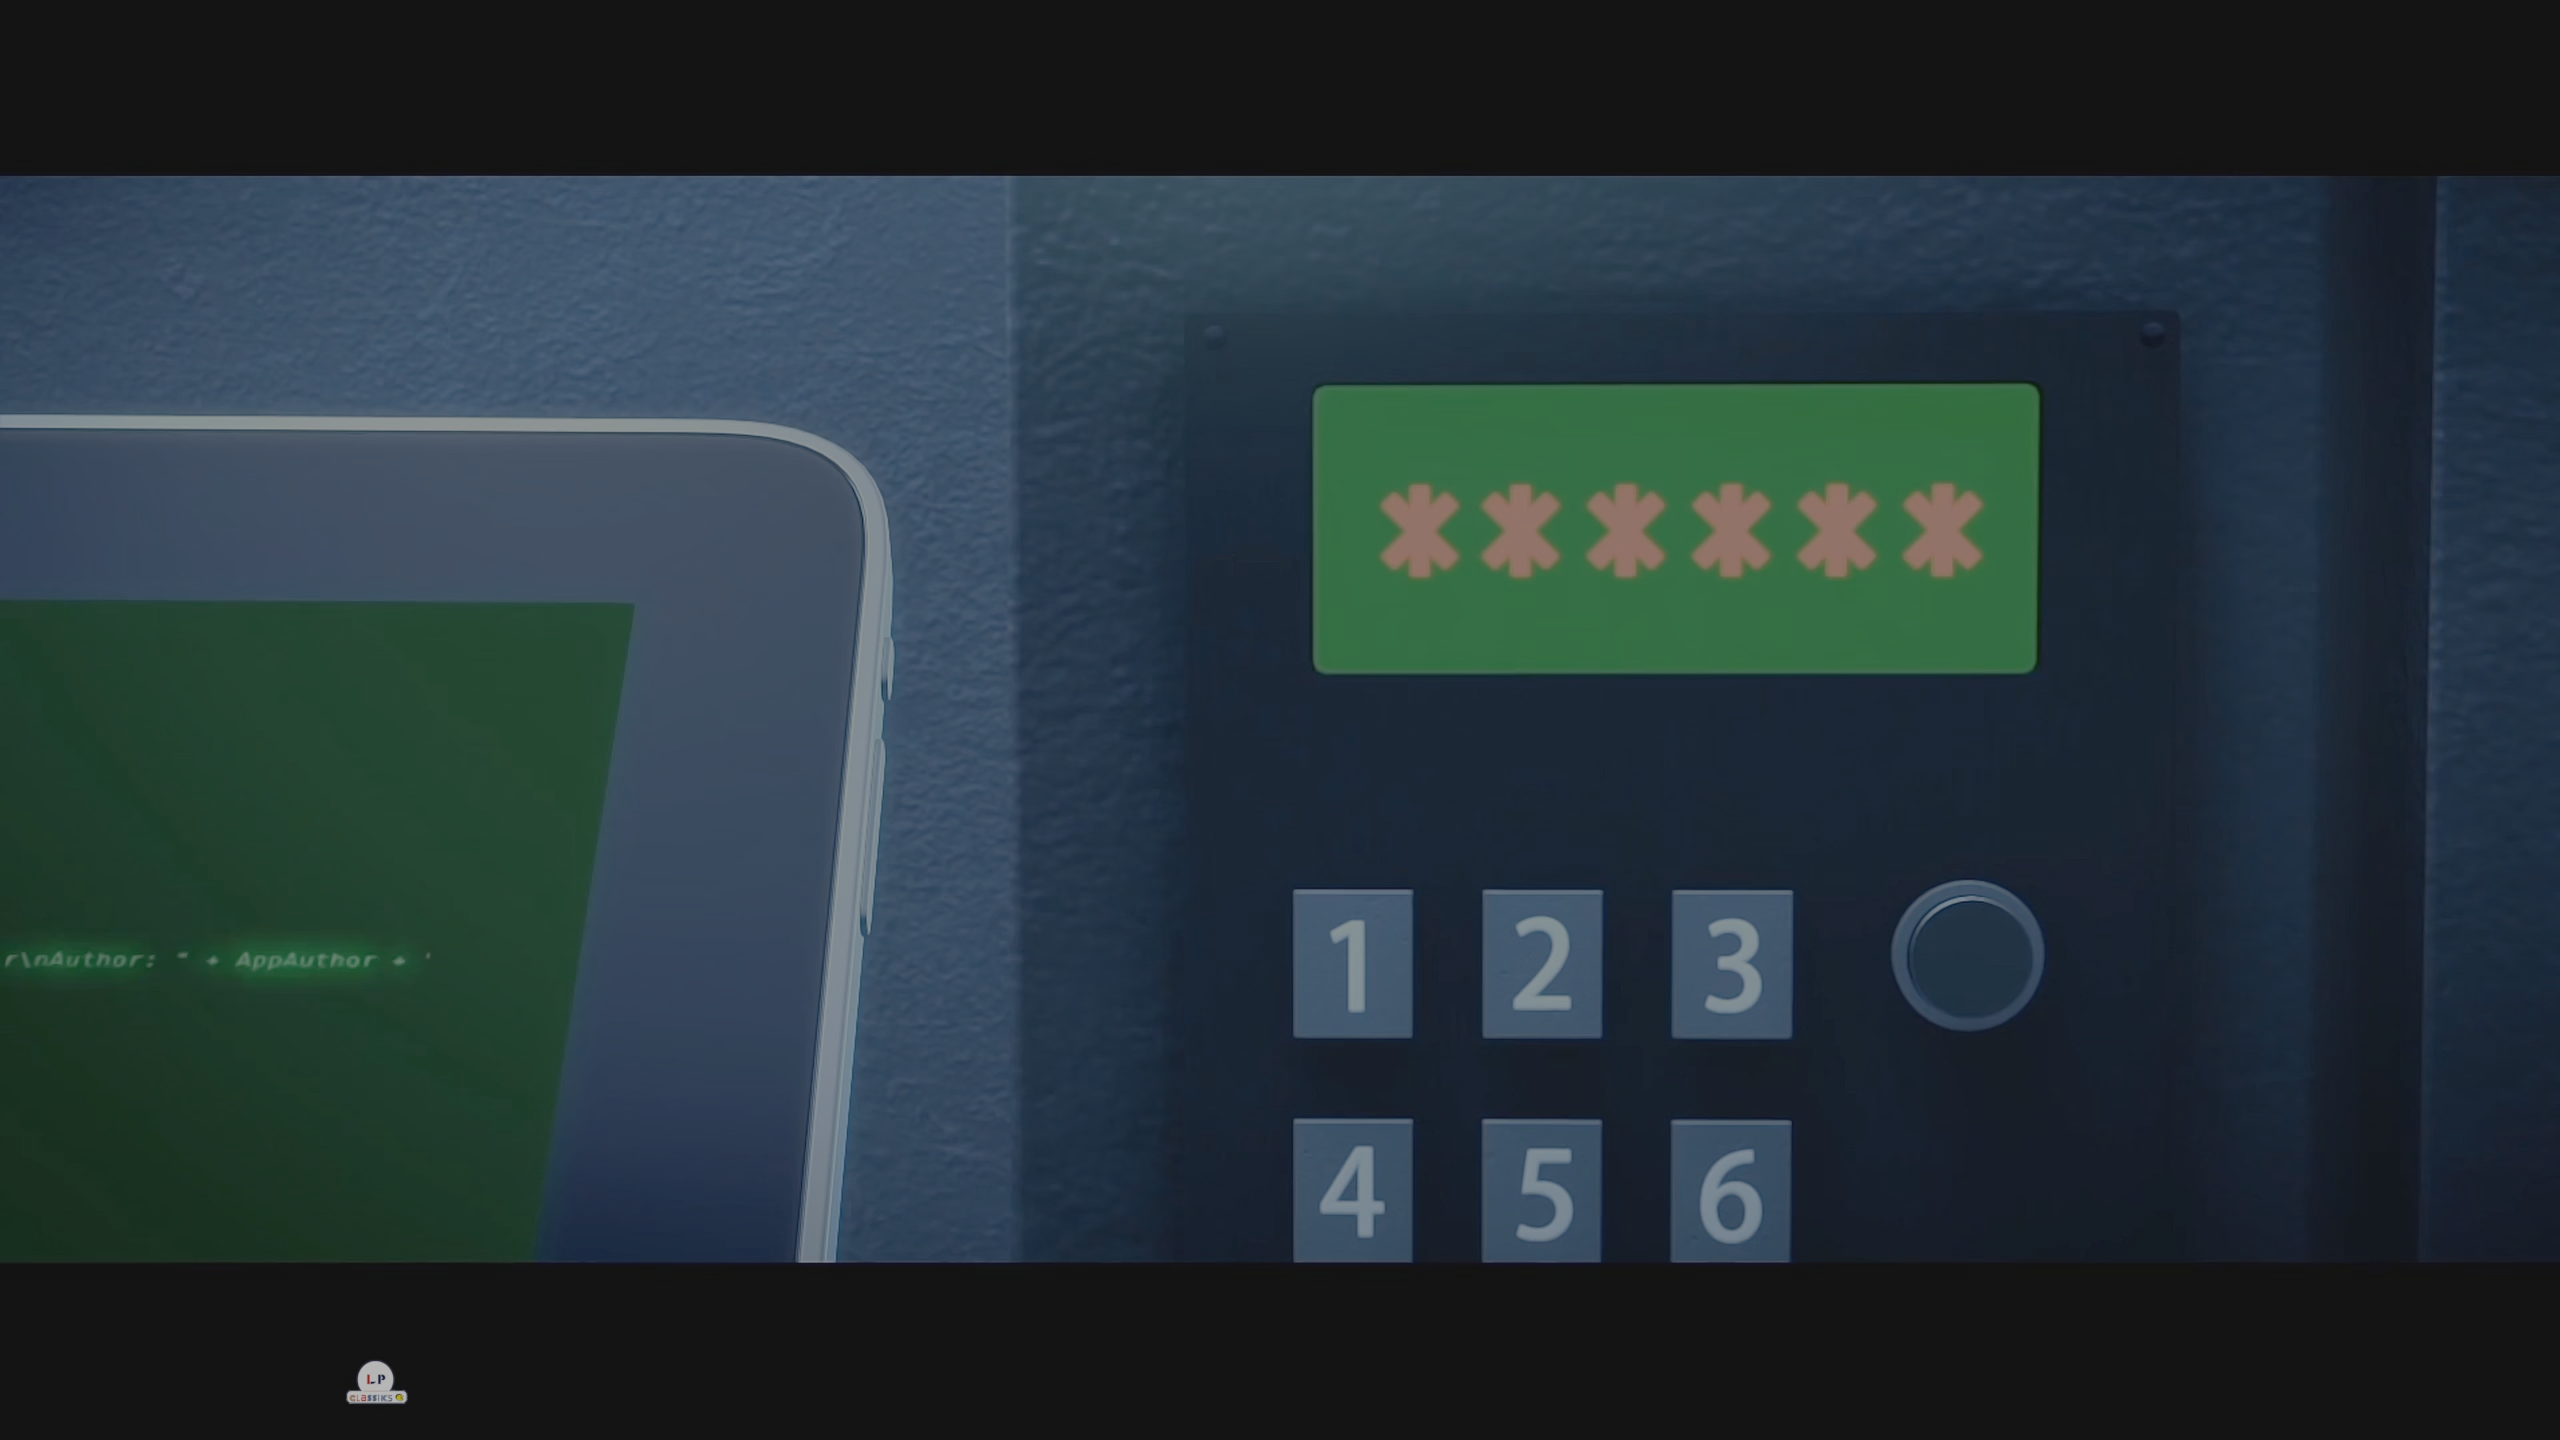 r\nAuthor: " + AppAuthor + '
******
1 2 3
4 5 6
LP
CLASSIKS